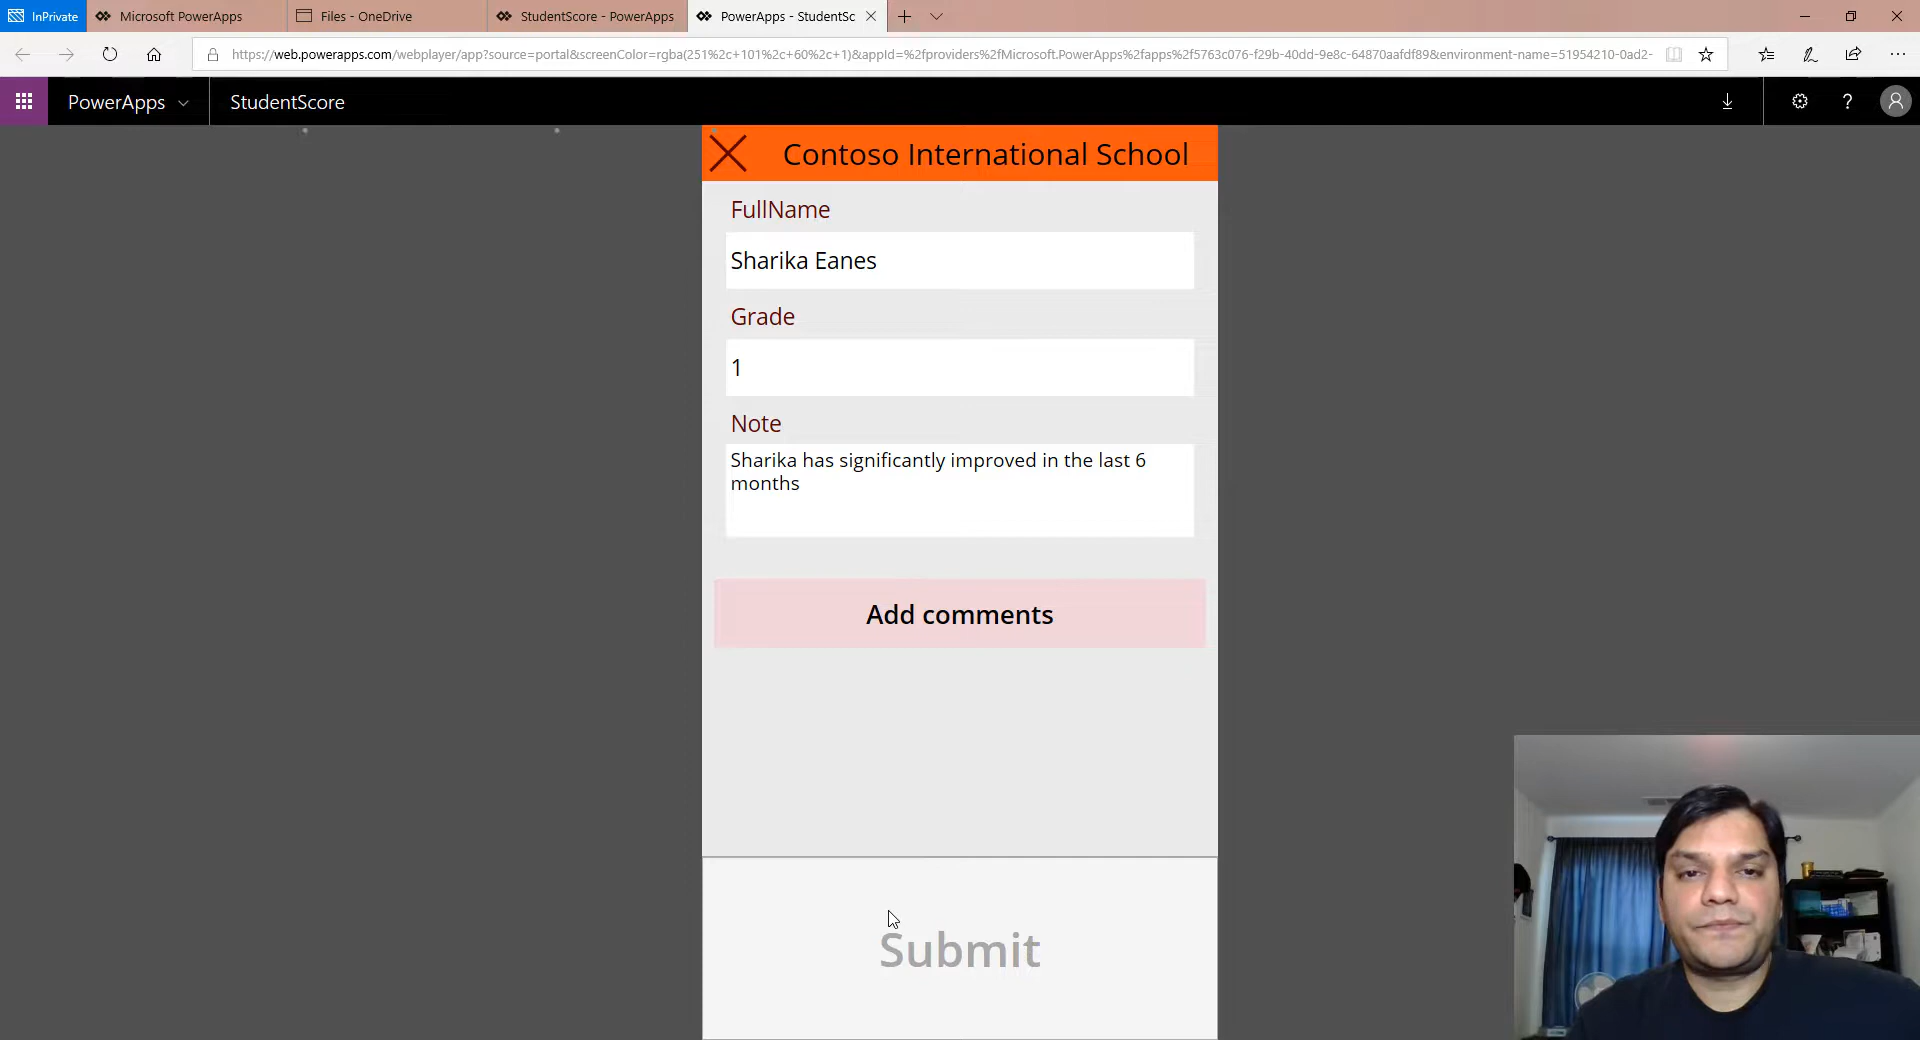 InPrivate
Microsoft PowerApps
Files - OneDrive
StudentScore - PowerApps
PowerApps - StudentSc
https://web.powerapps.com/webplayer/app?source=portal&screenColor=rgba(251%2c+101%2c+60%2c+1)&appId=%2fproviders%2fMicrosoft.PowerApps%2fapps%2f5763c076-f29b-40dd-9e8c-64870aafdf89&environment-name=51954210-0ad2-
PowerApps
StudentScore
?
Contoso International School
FullName
Sharika Eanes
Grade
1
Note
Sharika has significantly improved in the last 6
months
Add comments
Submit